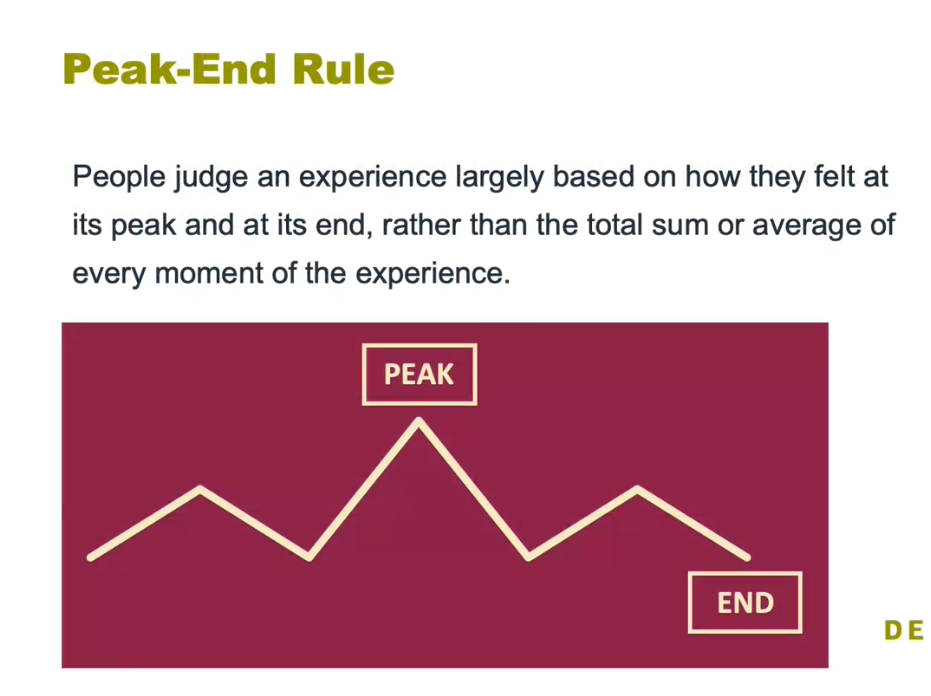 Peak-End Rule
People judge an experience largely based on how they felt at
its peak and at its end, rather than the total sum or average of
every moment of the experience.
PEAK
END
DE